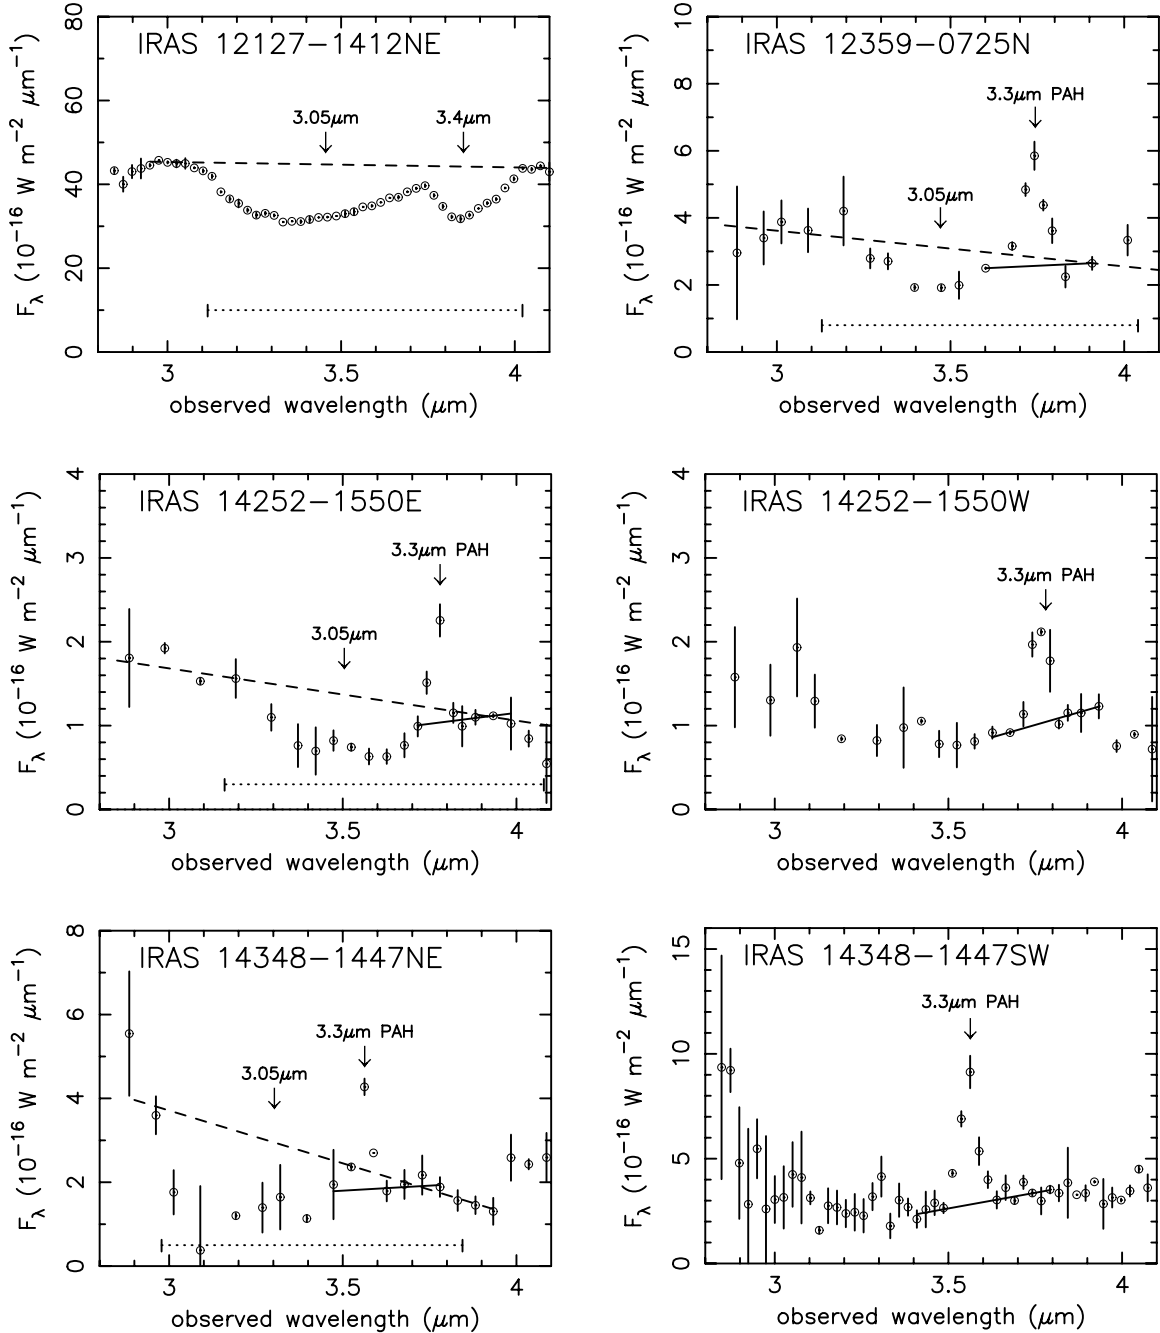 IRAS 12127−1412NE
3.05μm
3.4μm
F_λ (10^−16 W m^−2 μm^−1)
80
60
40
20
0
3
3.5
4
observed wavelength (μm)
IRAS 12359−0725N
3.3μm PAH
3.05μm
F_λ (10^−16 W m^−2 μm^−1)
10
8
6
4
2
0
3
3.5
4
observed wavelength (μm)
IRAS 14252−1550E
3.3μm PAH
3.05μm
F_λ (10^−16 W m^−2 μm^−1)
4
3
2
1
0
3
3.5
4
observed wavelength (μm)
IRAS 14252−1550W
3.3μm PAH
F_λ (10^−16 W m^−2 μm^−1)
4
3
2
1
0
3
3.5
4
observed wavelength (μm)
IRAS 14348−1447NE
3.3μm PAH
3.05μm
F_λ (10^−16 W m^−2 μm^−1)
8
6
4
2
0
3
3.5
4
observed wavelength (μm)
IRAS 14348−1447SW
3.3μm PAH
F_λ (10^−16 W m^−2 μm^−1)
15
10
5
0
3
3.5
4
observed wavelength (μm)